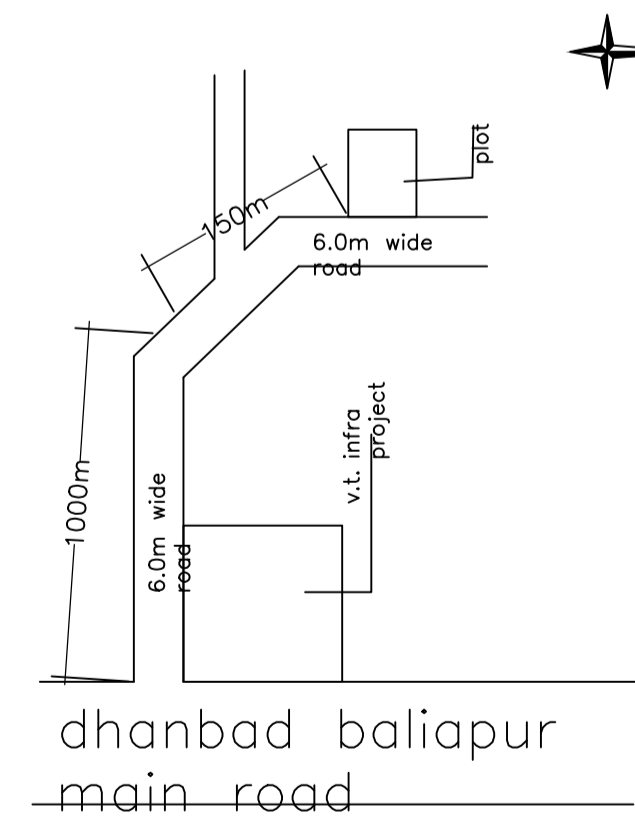 plot
150m
6.0m wide
road
v.t. infra
project
1000m
6.0m wide
road
dhanbad baliapur
main road